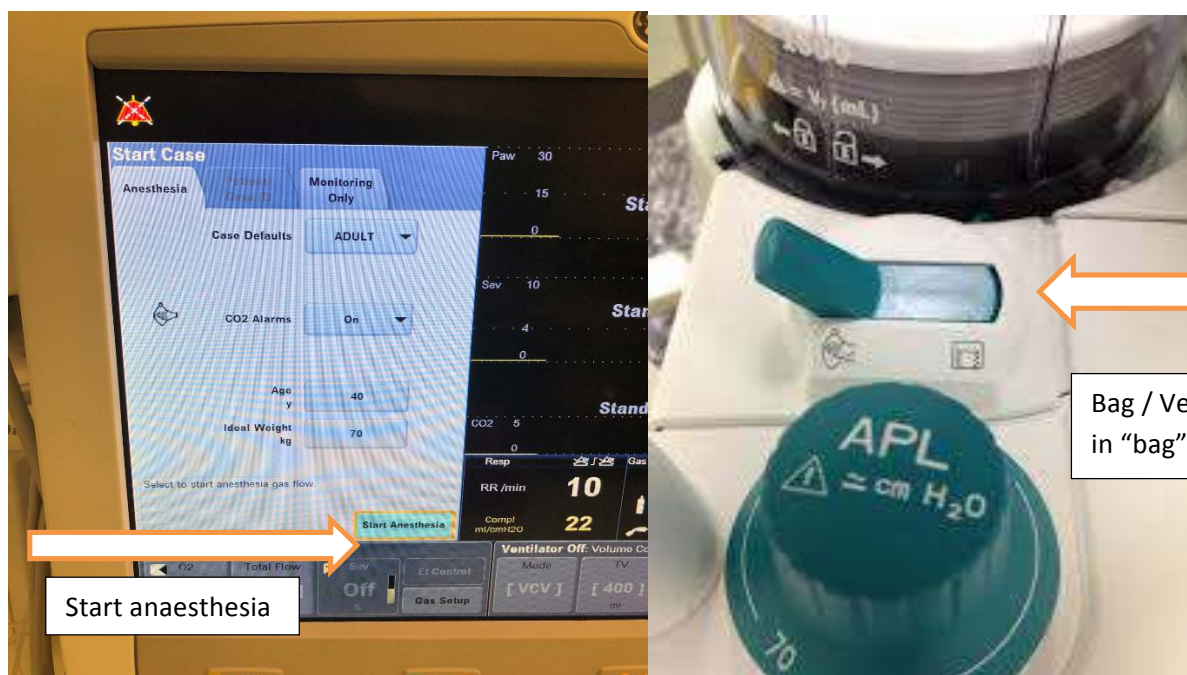 Start Case
Anesthesia
Monitoring
Only
Case Defaults
ADULT
CO2 Alarms
On
Age
y
40
Ideal Weight
kg
70
Select to start anesthesia gas flow.
Start Anesthesia
Paw 30
15
0
Sev 10
4
0
Stand
CO2 5
0
Resp
Gas
RR /min
10
Compl
ml/cmH2O
22
Ventilator Off: Volume Co
Mode
TV
[ VCV ]
[ 400 ]
ml
O2
Total Flow
Sev
Off
%
Et Control
Gas Setup
Start anaesthesia
= VT (mL)
APL
= cm H2O
70
Bag / Ve
in “bag”